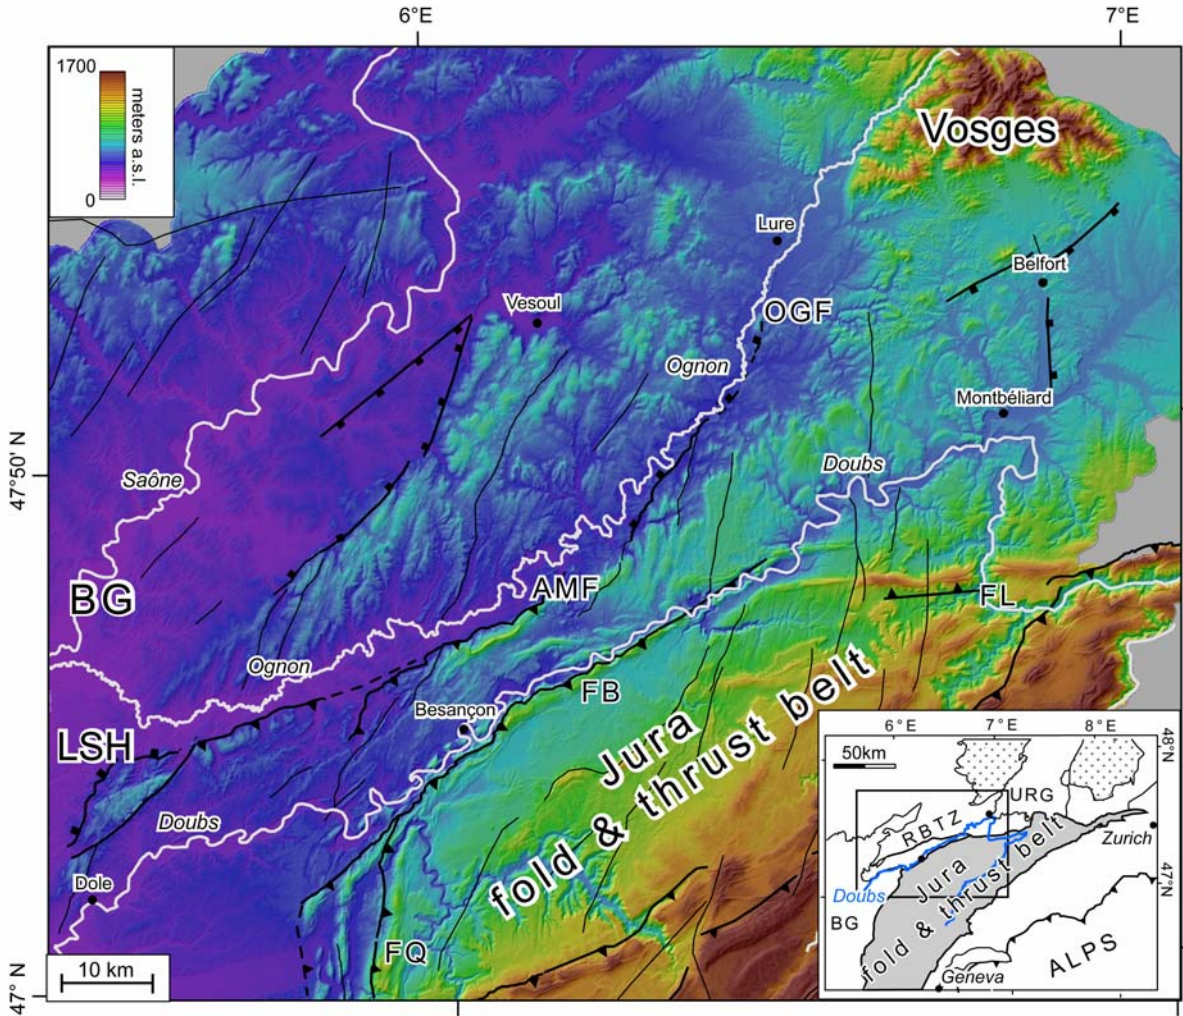 6°E
7°E
1700
meters a.s.l.
0
Vosges
Lure
Belfort
Vesoul
OGF
Ognon
Montbéliard
47°50' N
Saône
Doubs
BG
AMF
FL
Ognon
FB
Besançon
LSH
Jura
fold & thrust belt
Doubs
Dole
FQ
10 km
47° N
6°E
7°E
8°E
50km
48°N
URG
RBTZ
Zurich
Jura
fold & thrust belt
47°N
Doubs
BG
ALPS
Geneva